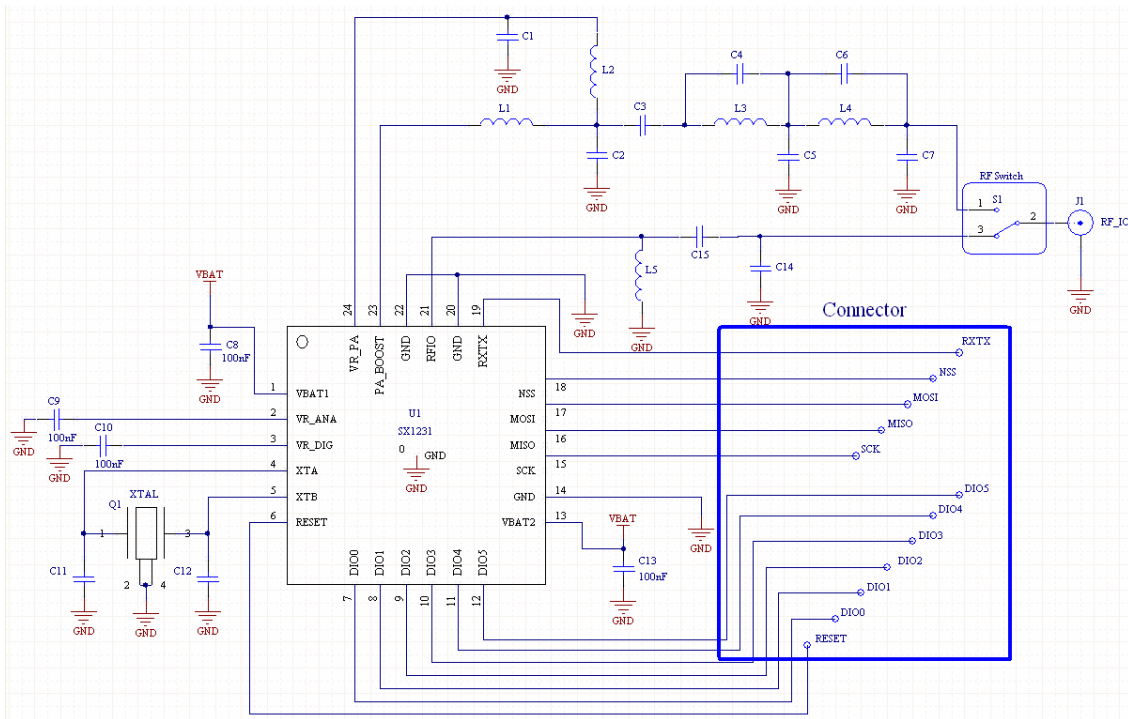 C1
GND
L2
C4
C6
L1
C3
L3
L4
C2
GND
C5
GND
C7
GND
RF Switch
S1
1
2
3
J1
RF_IO
GND
L5
GND
C15
C14
GND
GND
VBAT
C8
100nF
GND
24
23
22
21
20
19
VR_PA
PA_BOOST
GND
RFIO
GND
RXTX
1
VBAT1
2
VR_ANA
3
VR_DIG
4
XTA
5
XTB
6
RESET
U1
SX1231
0
GND
GND
NSS
18
MOSI
17
MISO
16
SCK
15
GND
14
VBAT2
13
DIO0
DIO1
DIO2
DIO3
DIO4
DIO5
7
8
9
10
11
12
C9
100nF
GND
C10
100nF
GND
XTAL
Q1
1
3
2
4
C11
GND
GND
C12
GND
GND
VBAT
C13
100nF
GND
Connector
RXTX
NSS
MOSI
MISO
SCK
DIO5
DIO4
DIO3
DIO2
DIO1
DIO0
RESET